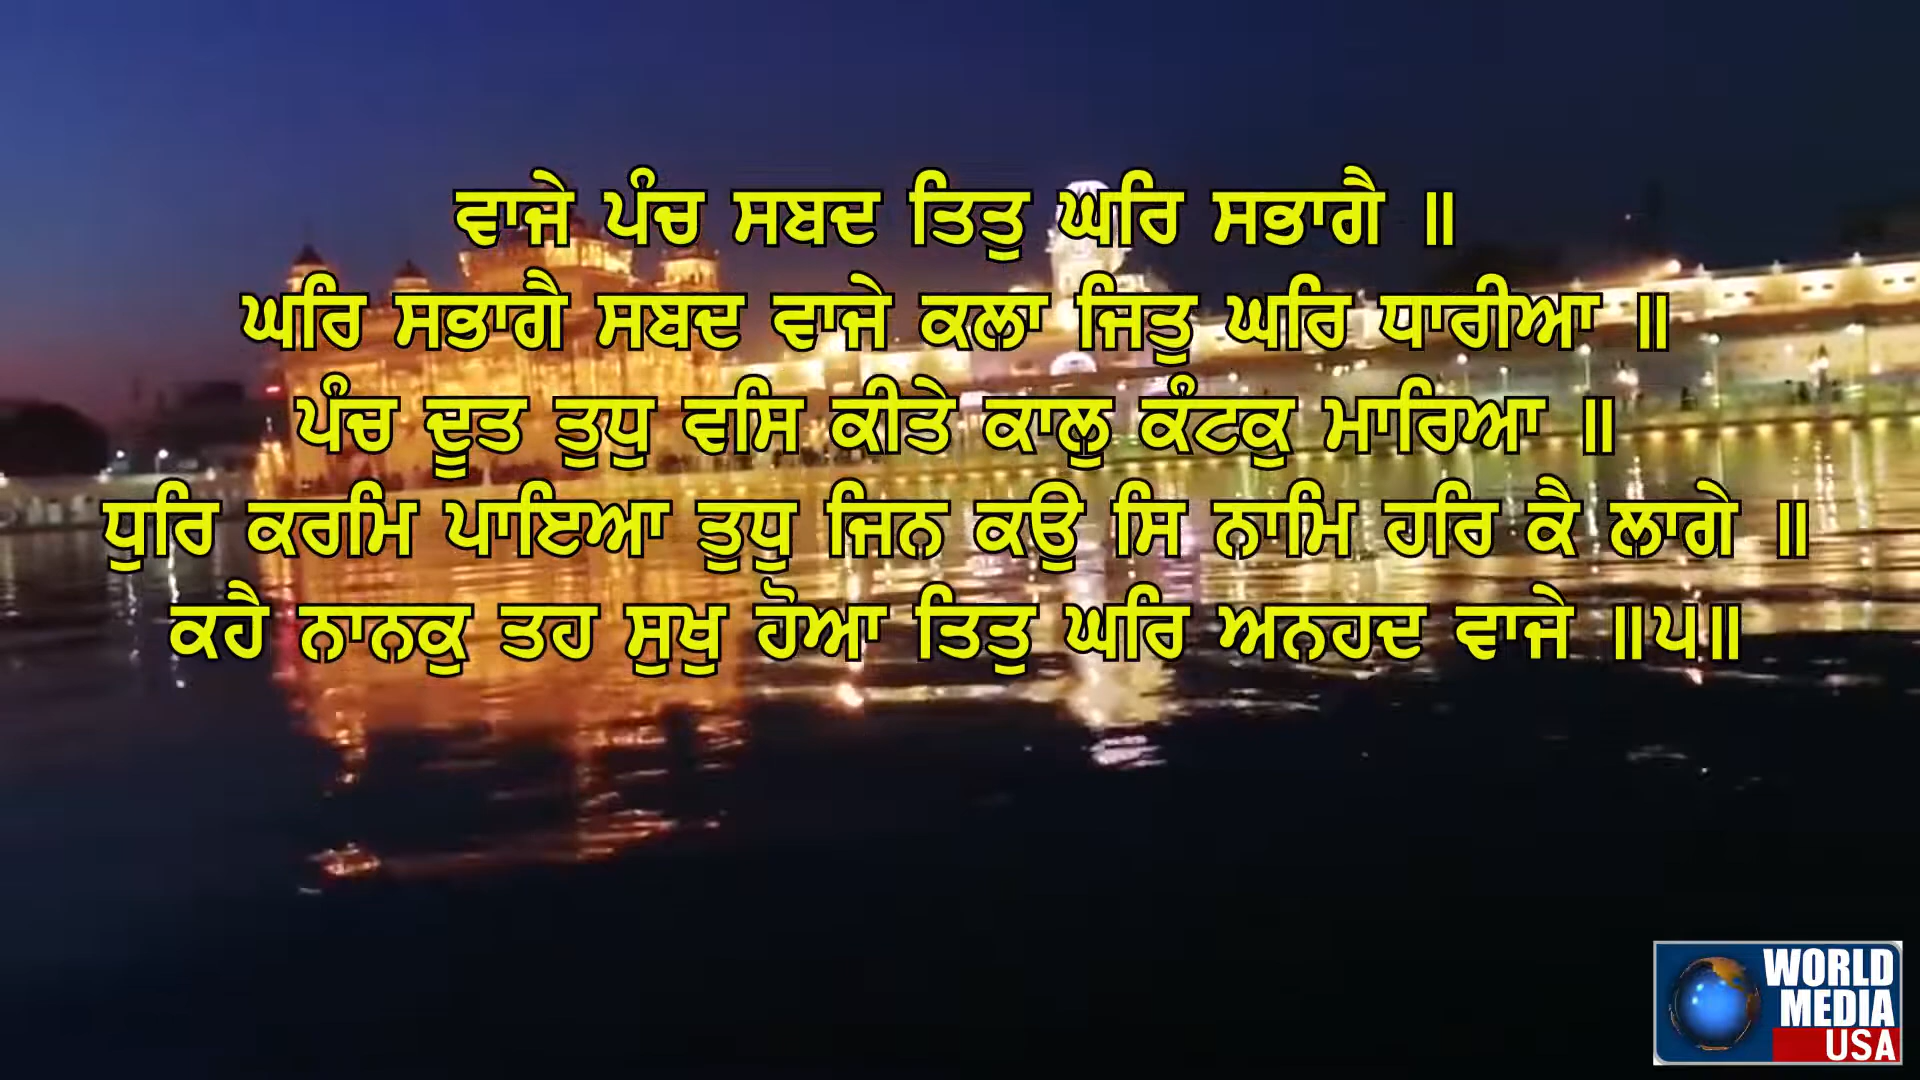 ਵਾਜੇ ਪੰਚ ਸਬਦ ਤਿਤੁ ਘਰਿ ਸਭਾਗੈ ॥
ਘਰਿ ਸਭਾਗੈ ਸਬਦ ਵਾਜੇ ਕਲਾ ਜਿਤੁ ਘਰਿ ਧਾਰੀਆ ॥
ਪੰਚ ਦੂਤ ਤੁਧੁ ਵਸਿ ਕੀਤੇ ਕਾਲੁ ਕੰਟਕੁ ਮਾਰਿਆ ॥
ਧੁਰਿ ਕਰਮਿ ਪਾਇਆ ਤੁਧੁ ਜਿਨ ਕਉ ਸਿ ਨਾਮਿ ਹਰਿ ਕੈ ਲਾਗੇ ॥
ਕਹੈ ਨਾਨਕੁ ਤਹ ਸੁਖੁ ਹੋਆ ਤਿਤੁ ਘਰਿ ਅਨਹਦ ਵਾਜੇ ॥੫॥
WORLD
MEDIA
USA